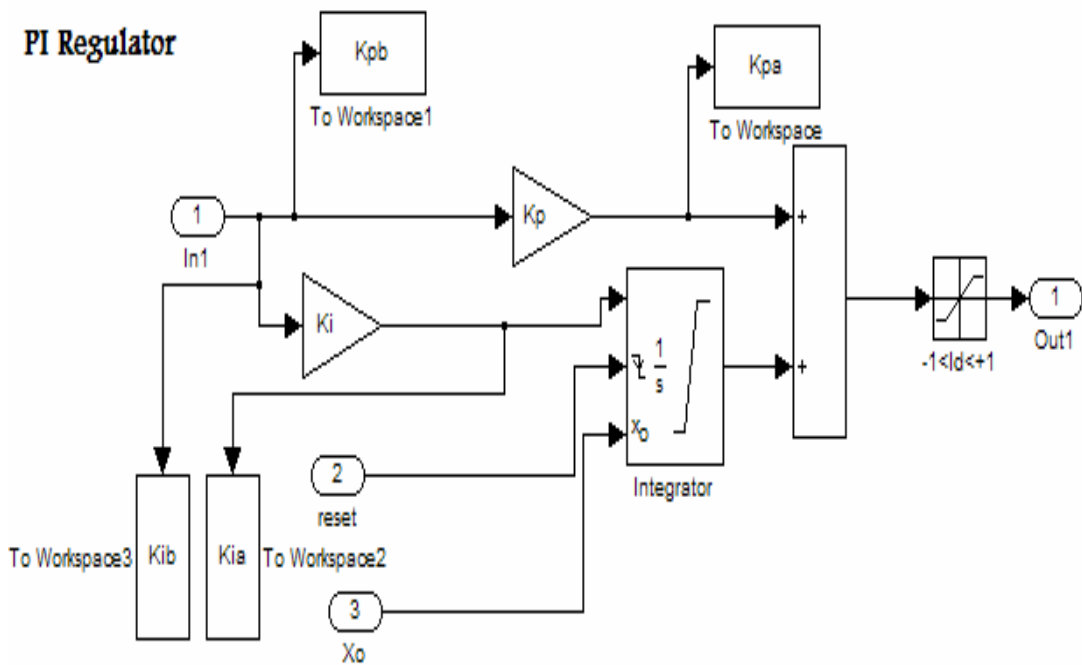 PI Regulator
Kpb
To Workspace1
Kpa
To Workspace
1
In1
Kp
+
Ki
1
s
xo
Integrator
+
-1<Id<+1
1
Out1
2
reset
To Workspace3
Kib
Kia
To Workspace2
3
Xo